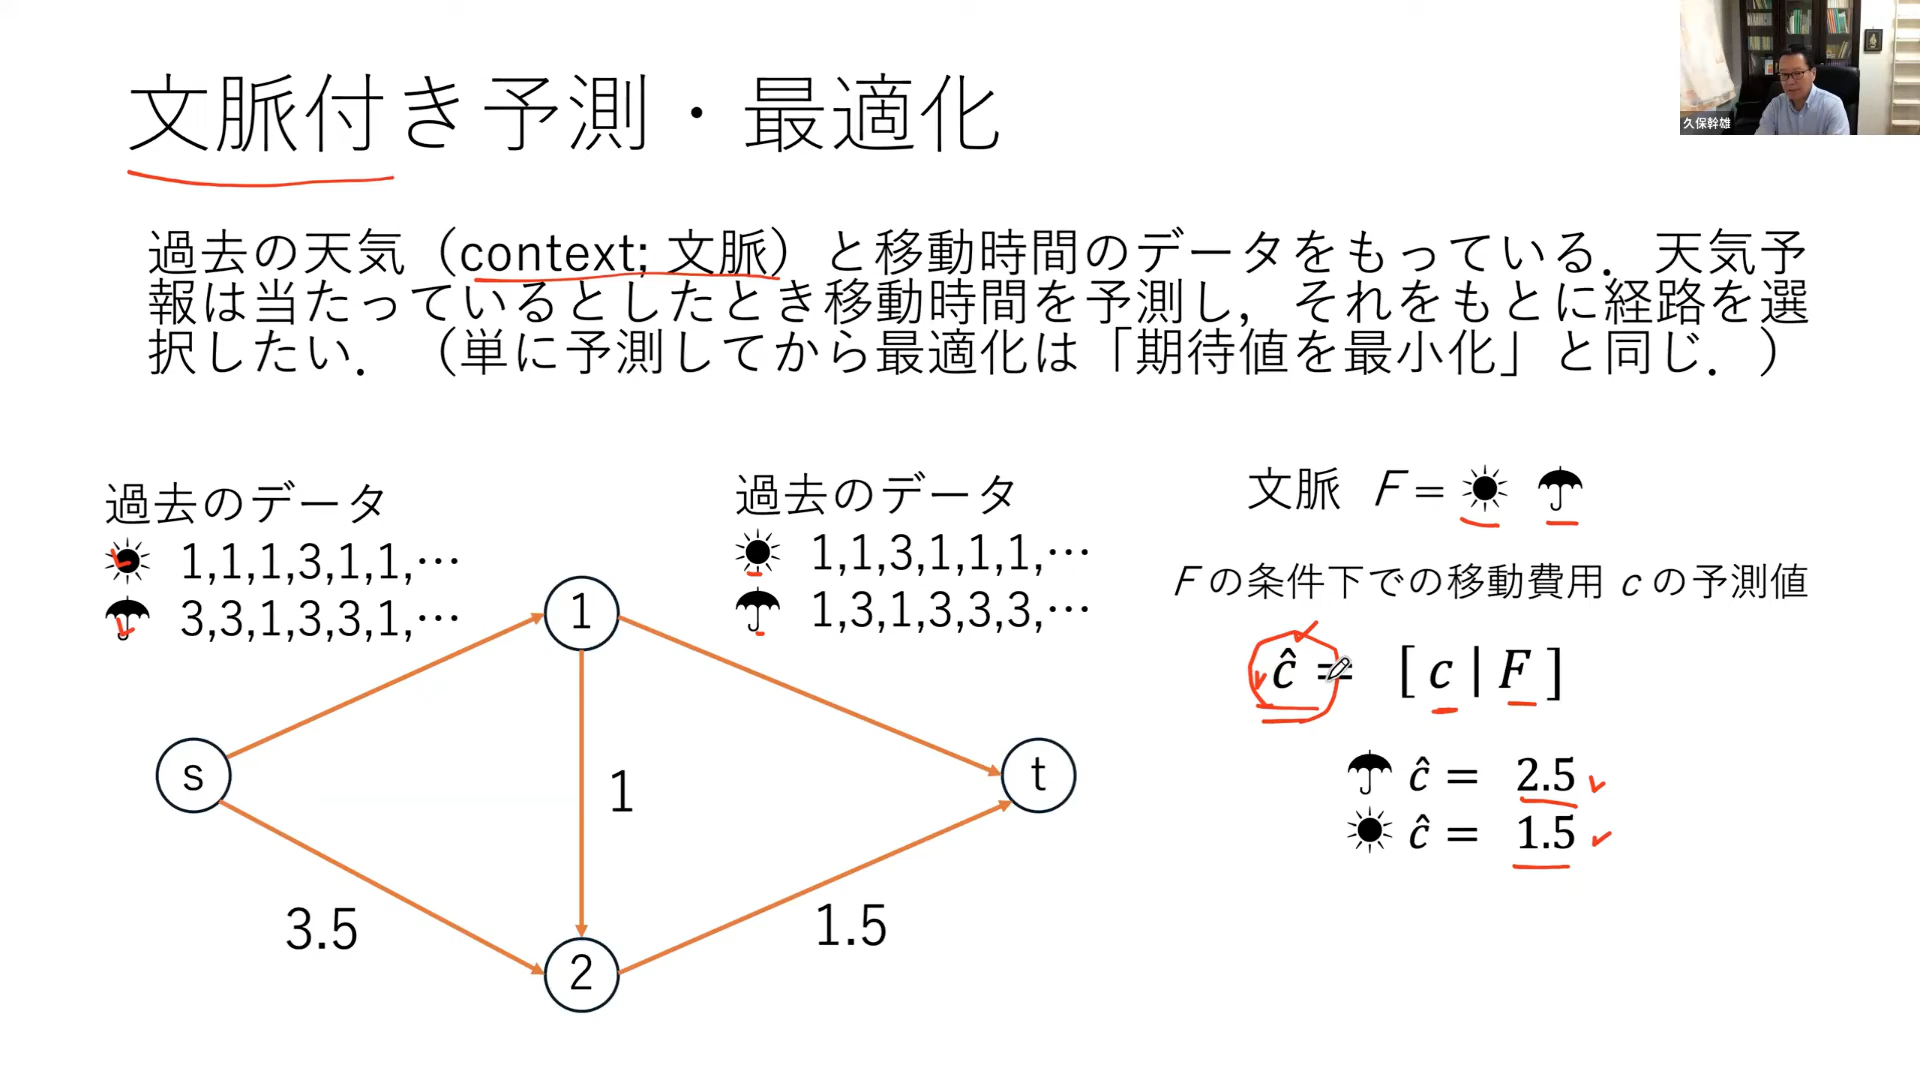 文脈付き予測・最適化
久保幹雄
過去の天気（context; 文脈）と移動時間のデータをもっている．天気予
報は当たっているとしたとき移動時間を予測し，それをもとに経路を選
択したい．（単に予測してから最適化は「期待値を最小化」と同じ．）
過去のデータ
1,1,1,3,1,1,…
3,3,1,3,3,1,…
過去のデータ
1,1,3,1,1,1,…
1,3,1,3,3,3,…
文脈 F =
F の条件下での移動費用 c の予測値
ĉ = [ c | F ]
ĉ = 2.5
ĉ = 1.5
1
s
t
1
2
3.5
1.5